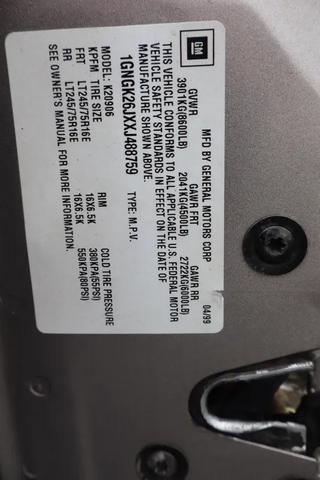 GM
MFD BY GENERAL MOTORS CORP 04/99
GVWR GAWR FR GAWR RR
3901KG(8600LB) 2041KG(4500LB) 2722KG(6000LB)
THIS VEHICLE CONFORMS TO ALL APPLICABLE U.S. FEDERAL MOTOR
VEHICLE SAFETY STANDARDS IN EFFECT ON THE DATE OF
MANUFACTURE SHOWN ABOVE.
1GNGK26JXXJ488759 TYPE: M.P.V.
MODEL: K20906
KPFM TIRE SIZE RIM COLD TIRE PRESSURE
FRT LT245/75R16E 16X6.5K 380KPA(55PSI)
RR LT245/75R16E 16X6.5K 550KPA(80PSI)
SEE OWNER'S MANUAL FOR MORE INFORMATION.